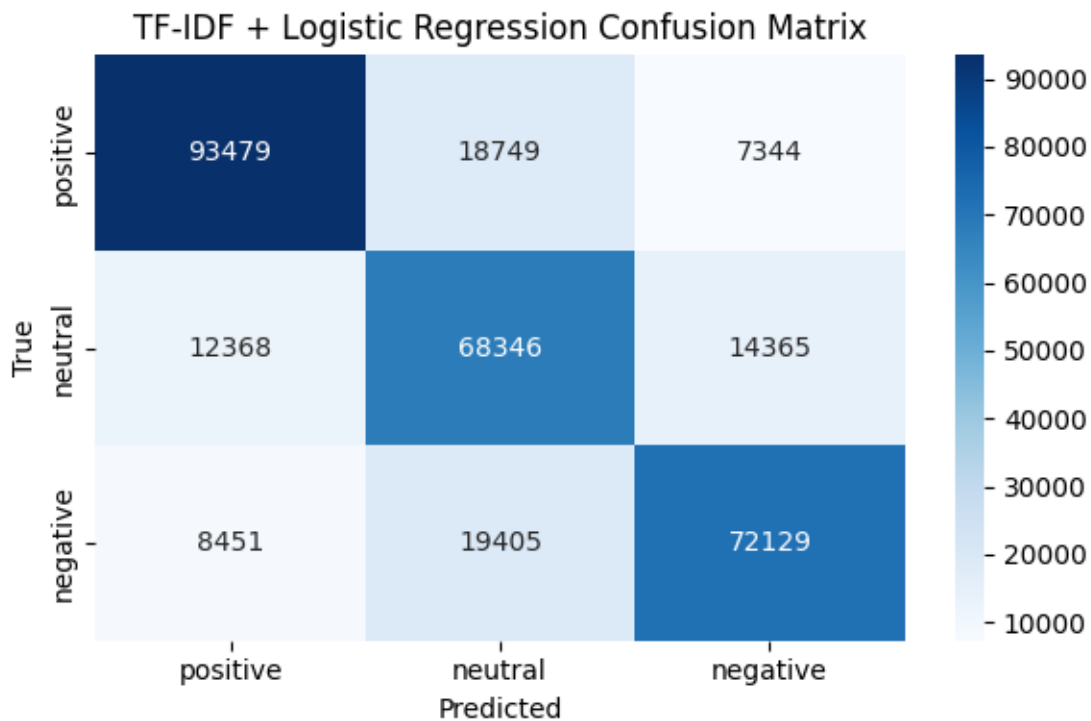 TF-IDF + Logistic Regression Confusion Matrix
positive
neutral
negative
True
93479 18749 7344
12368 68346 14365
8451 19405 72129
positive neutral negative
Predicted
90000
80000
70000
60000
50000
40000
30000
20000
10000